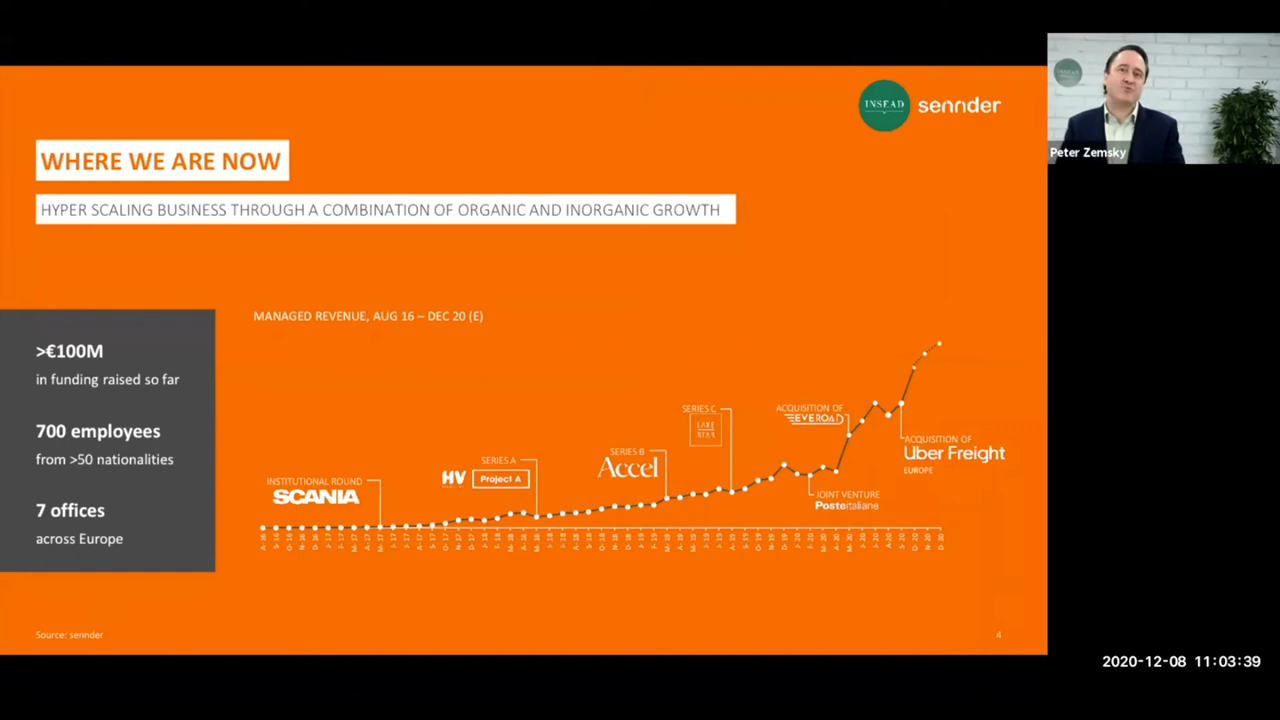 INSEAD
sennder
Peter Zemsky
WHERE WE ARE NOW
HYPER SCALING BUSINESS THROUGH A COMBINATION OF ORGANIC AND INORGANIC GROWTH
>€100M
in funding raised so far
700 employees
from >50 nationalities
7 offices
across Europe
MANAGED REVENUE, AUG 16 – DEC 20 (E)
INSTITUTIONAL ROUND
SCANIA
SERIES A
HV
Project A
SERIES B
Accel
SERIES C
LATE
STAR
ACQUISITION OF
EVEROAD
JOINT VENTURE
Posteitaliane
ACQUISITION OF
Uber Freight
EUROPE
Source: sennder
4
2020-12-08 11:03:39